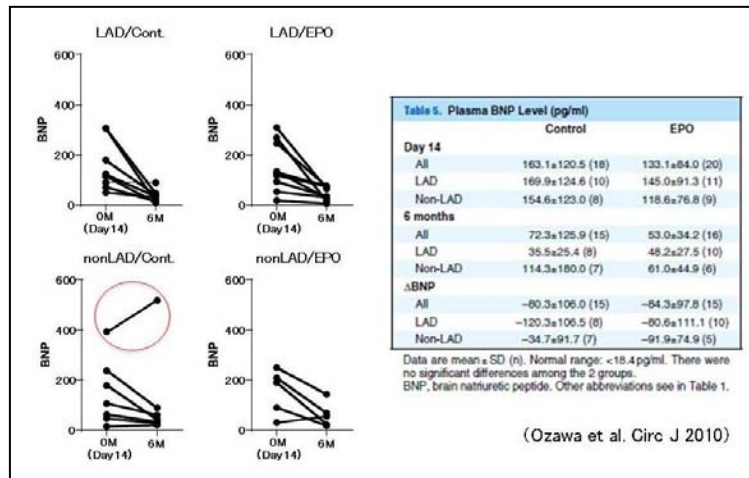 LAD/Cont.
LAD/EPO
600
400
200
0
BNP
0M
6M
(Day14)
600
400
200
0
BNP
0M
6M
(Day14)
nonLAD/Cont.
nonLAD/EPO
600
400
200
0
BNP
0M
6M
(Day14)
600
400
200
0
BNP
0M
6M
(Day14)
Table 5. Plasma BNP Level (pg/ml)
Control EPO
Day 14
All 163.1±120.5 (18) 133.1±84.0 (20)
LAD 169.9±124.6 (10) 145.0±91.3 (11)
Non-LAD 154.6±123.0 (8) 118.6±76.8 (9)
6 months
All 72.3±125.9 (15) 53.0±34.2 (16)
LAD 35.5±25.4 (8) 48.2±27.5 (10)
Non-LAD 114.3±180.0 (7) 61.0±44.9 (6)
ΔBNP
All −80.3±106.0 (15) −84.3±97.8 (15)
LAD −120.3±106.5 (8) −80.6±111.1 (10)
Non-LAD −34.7±91.7 (7) −91.9±74.9 (5)
Data are mean±SD (n). Normal range: <18.4 pg/ml. There were
no significant differences among the 2 groups.
BNP, brain natriuretic peptide. Other abbreviations see in Table 1.
(Ozawa et al. Circ J 2010)